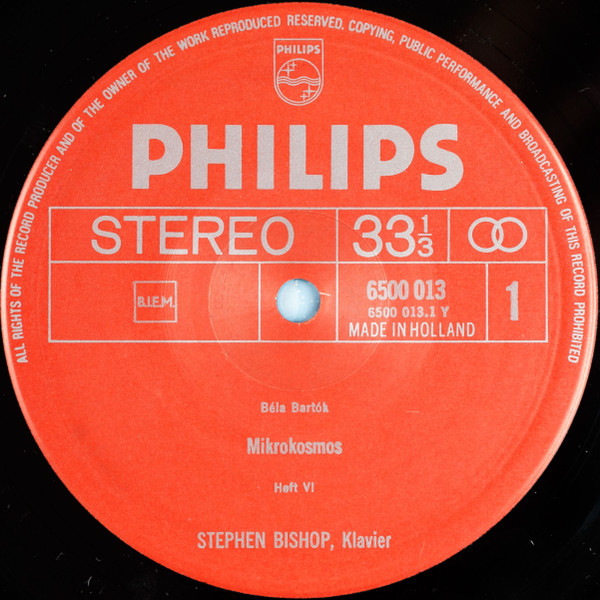 ALL RIGHTS OF THE RECORD PRODUCER AND OF THE OWNER OF THE WORK REPRODUCED RESERVED. COPYING, PUBLIC PERFORMANCE AND BROADCASTING OF THIS RECORD PROHIBITED
PHILIPS
PHILIPS
STEREO 33 1/3
B.I.E.M. 6500 013 1
6500 013.1 Y
MADE IN HOLLAND
Béla Bartók
Mikrokosmos
Heft VI
STEPHEN BISHOP, Klavier